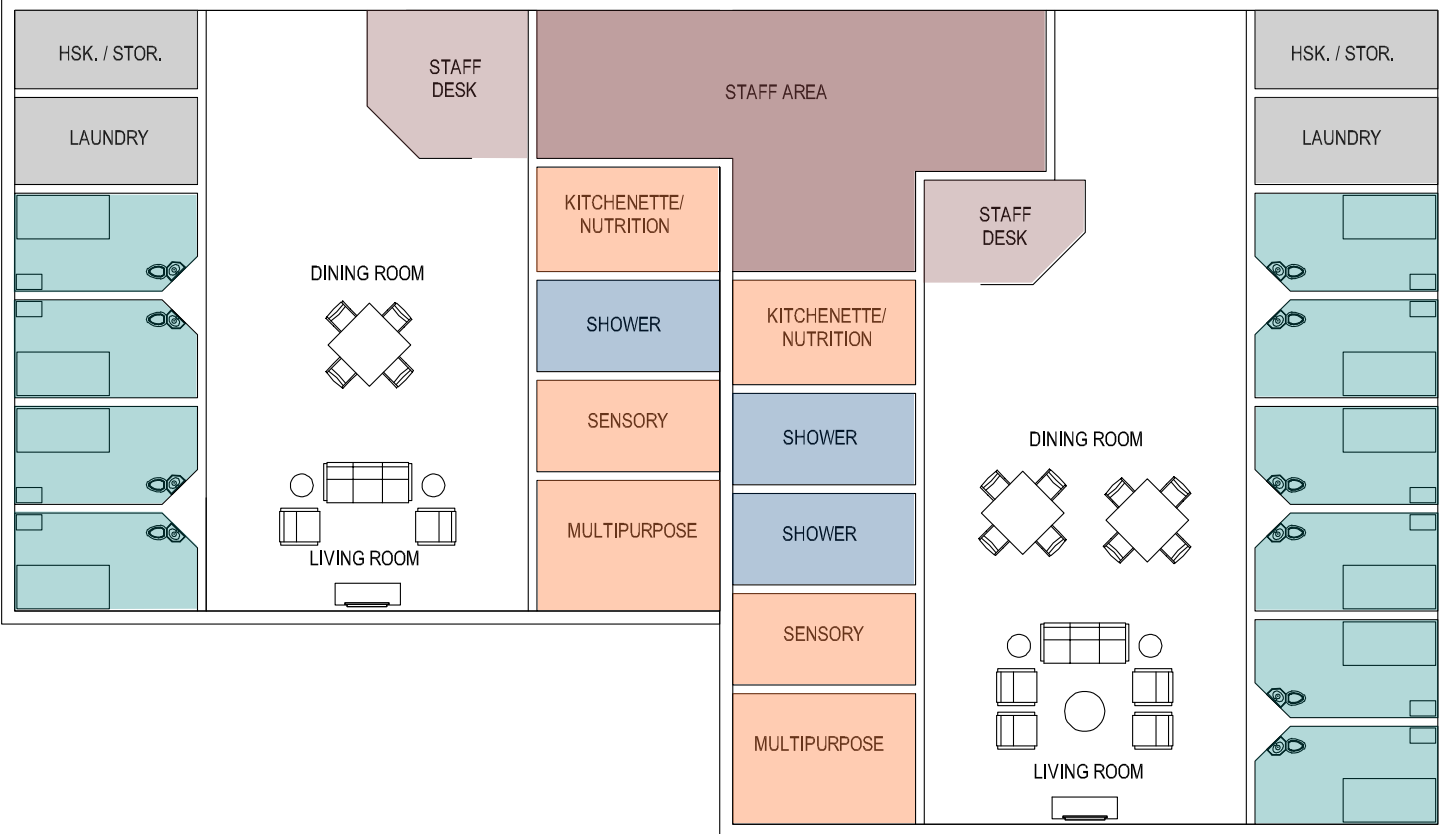 HSK. / STOR.
LAUNDRY
STAFF
DESK
STAFF AREA
HSK. / STOR.
LAUNDRY
KITCHENETTE/
NUTRITION
STAFF
DESK
DINING ROOM
SHOWER
KITCHENETTE/
NUTRITION
SENSORY
SHOWER
DINING ROOM
MULTIPURPOSE
SHOWER
LIVING ROOM
SENSORY
MULTIPURPOSE
LIVING ROOM